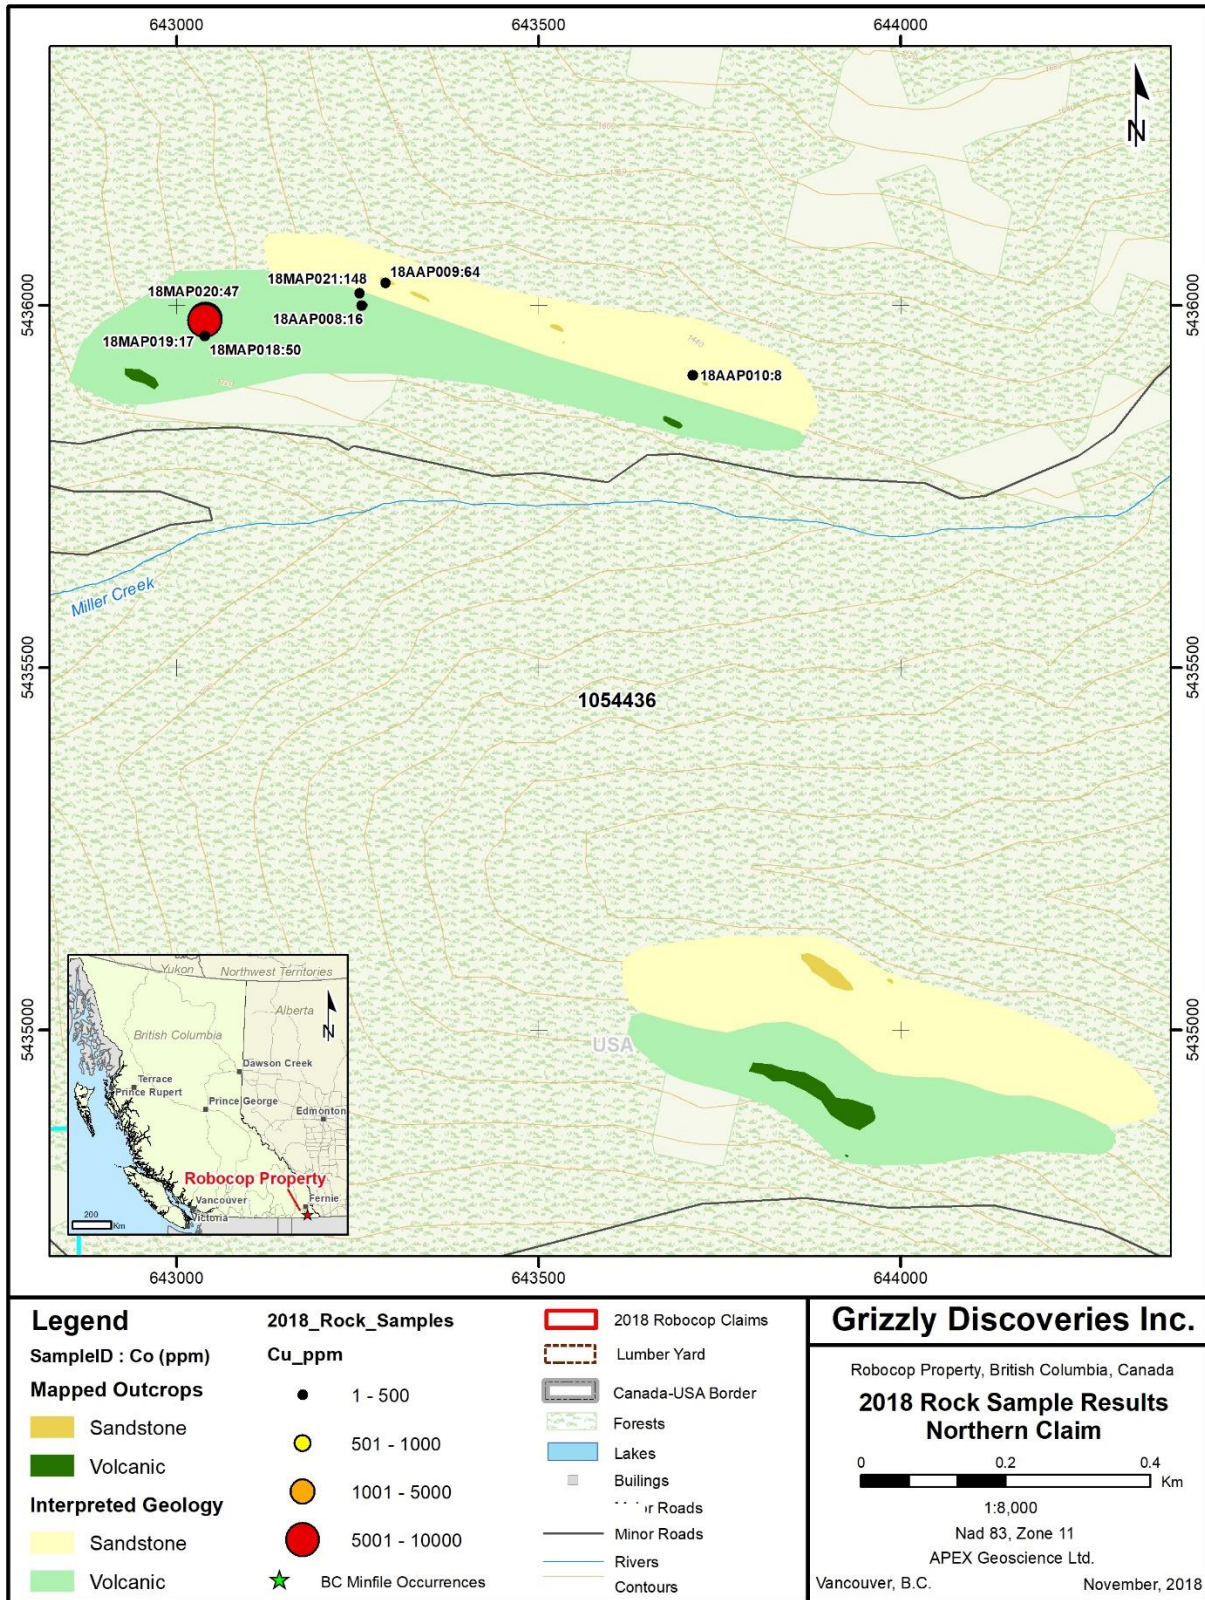 643000 643500 644000
N
5436000 5436000
18MAP021:148 18AAP009:64
18MAP020:47
18AAP008:16
18MAP019:17 18MAP018:50
1440
18AAP010:8
Miller Creek
5435500 5435500
1054436
5435000 5435000
USA
Yukon Northwest Territories
Alberta
N
British Columbia
Dawson Creek
Terrace
Prince Rupert
Prince George
Edmonton
Robocop Property
Fernie
Vancouver
Victoria
200
Km
643000 643500 644000
Legend
SampleID : Co (ppm)
Mapped Outcrops
Sandstone
Volcanic
Interpreted Geology
Sandstone
Volcanic
2018_Rock_Samples
Cu_ppm
1 - 500
501 - 1000
1001 - 5000
5001 - 10000
BC Minfile Occurrences
2018 Robocop Claims
Lumber Yard
Canada-USA Border
Forests
Lakes
Builings
Roads
Minor Roads
Rivers
Contours
Grizzly Discoveries Inc.
Robocop Property, British Columbia, Canada
2018 Rock Sample Results
Northern Claim
0 0.2 0.4
Km
1:8,000
Nad 83, Zone 11
APEX Geoscience Ltd.
Vancouver, B.C. November, 2018